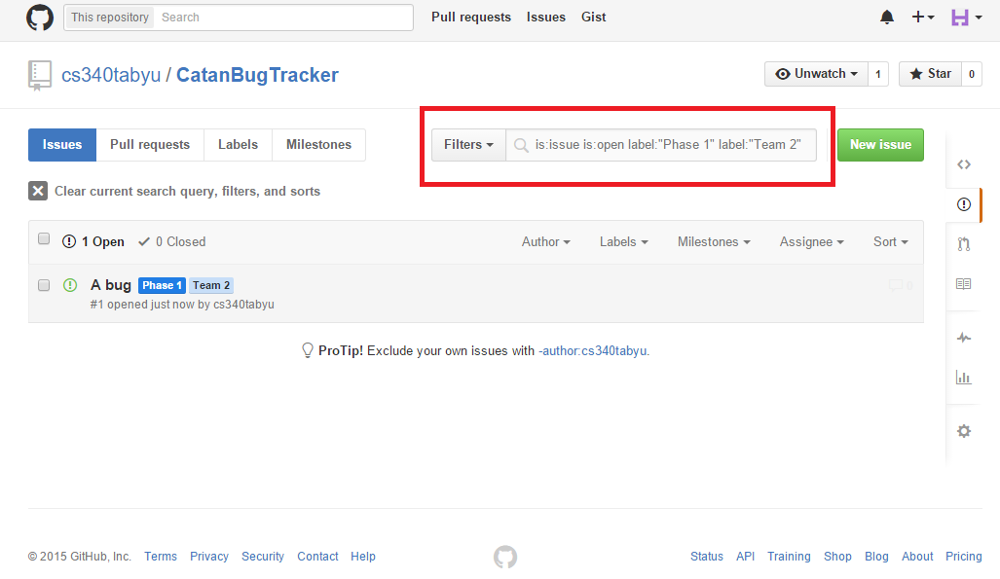 This repository Search Pull requests Issues Gist
cs340tabyu / CatanBugTracker Unwatch 1 Star 0
Issues Pull requests Labels Milestones Filters is:issue is:open label:"Phase 1" label:"Team 2" New issue
Clear current search query, filters, and sorts
1 Open 0 Closed Author Labels Milestones Assignee Sort
A bug Phase 1 Team 2 0
#1 opened just now by cs340tabyu
ProTip! Exclude your own issues with -author:cs340tabyu.
© 2015 GitHub, Inc. Terms Privacy Security Contact Help Status API Training Shop Blog About Pricing